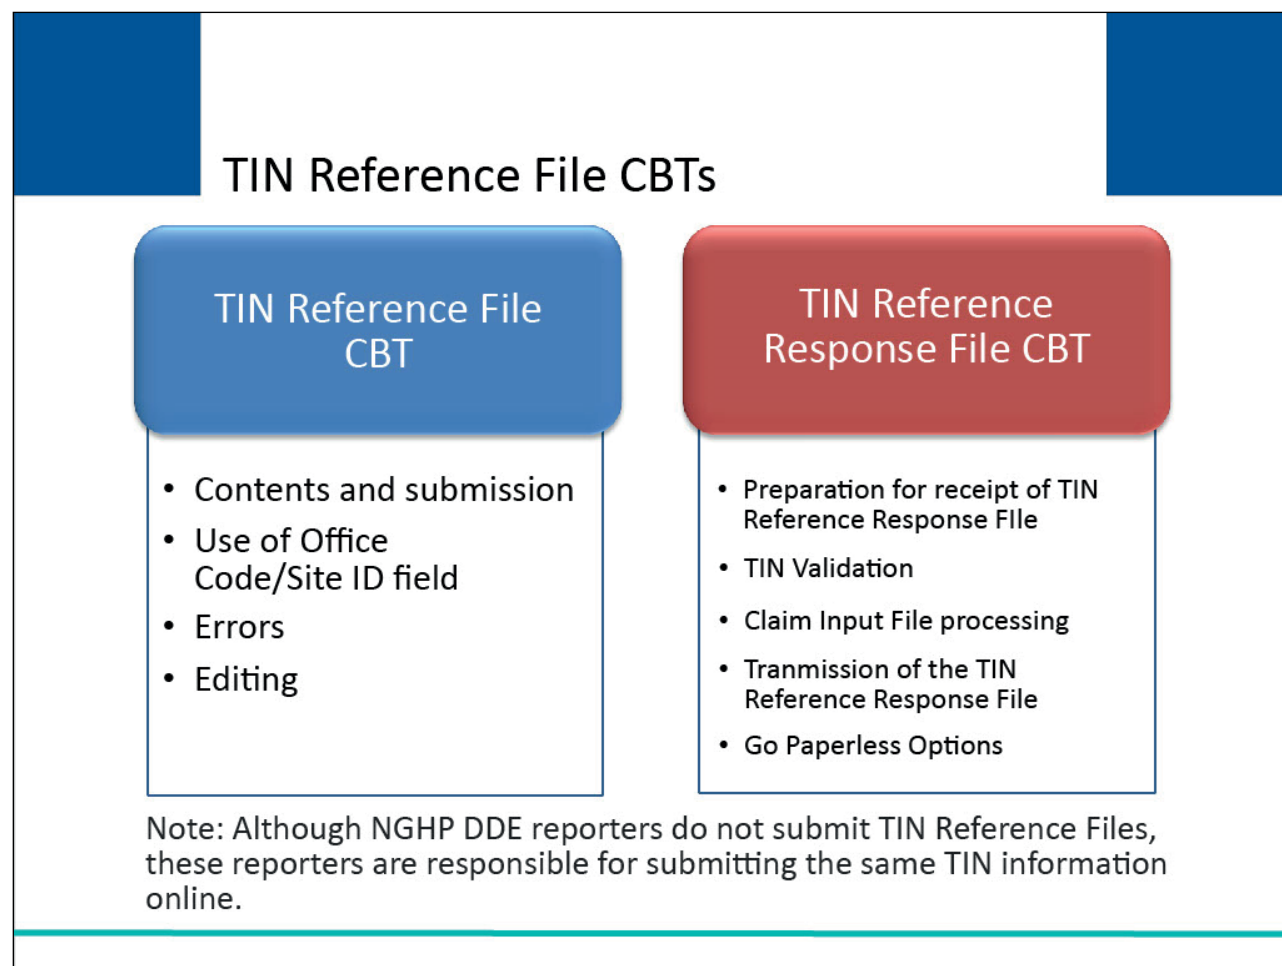 TIN Reference File CBTs
TIN Reference File
CBT
• Contents and submission
• Use of Office
Code/Site ID field
• Errors
• Editing
TIN Reference
Response File CBT
• Preparation for receipt of TIN
Reference Response FIle
• TIN Validation
• Claim Input File processing
• Tranmission of the TIN
Reference Response File
• Go Paperless Options
Note: Although NGHP DDE reporters do not submit TIN Reference Files,
these reporters are responsible for submitting the same TIN information
online.